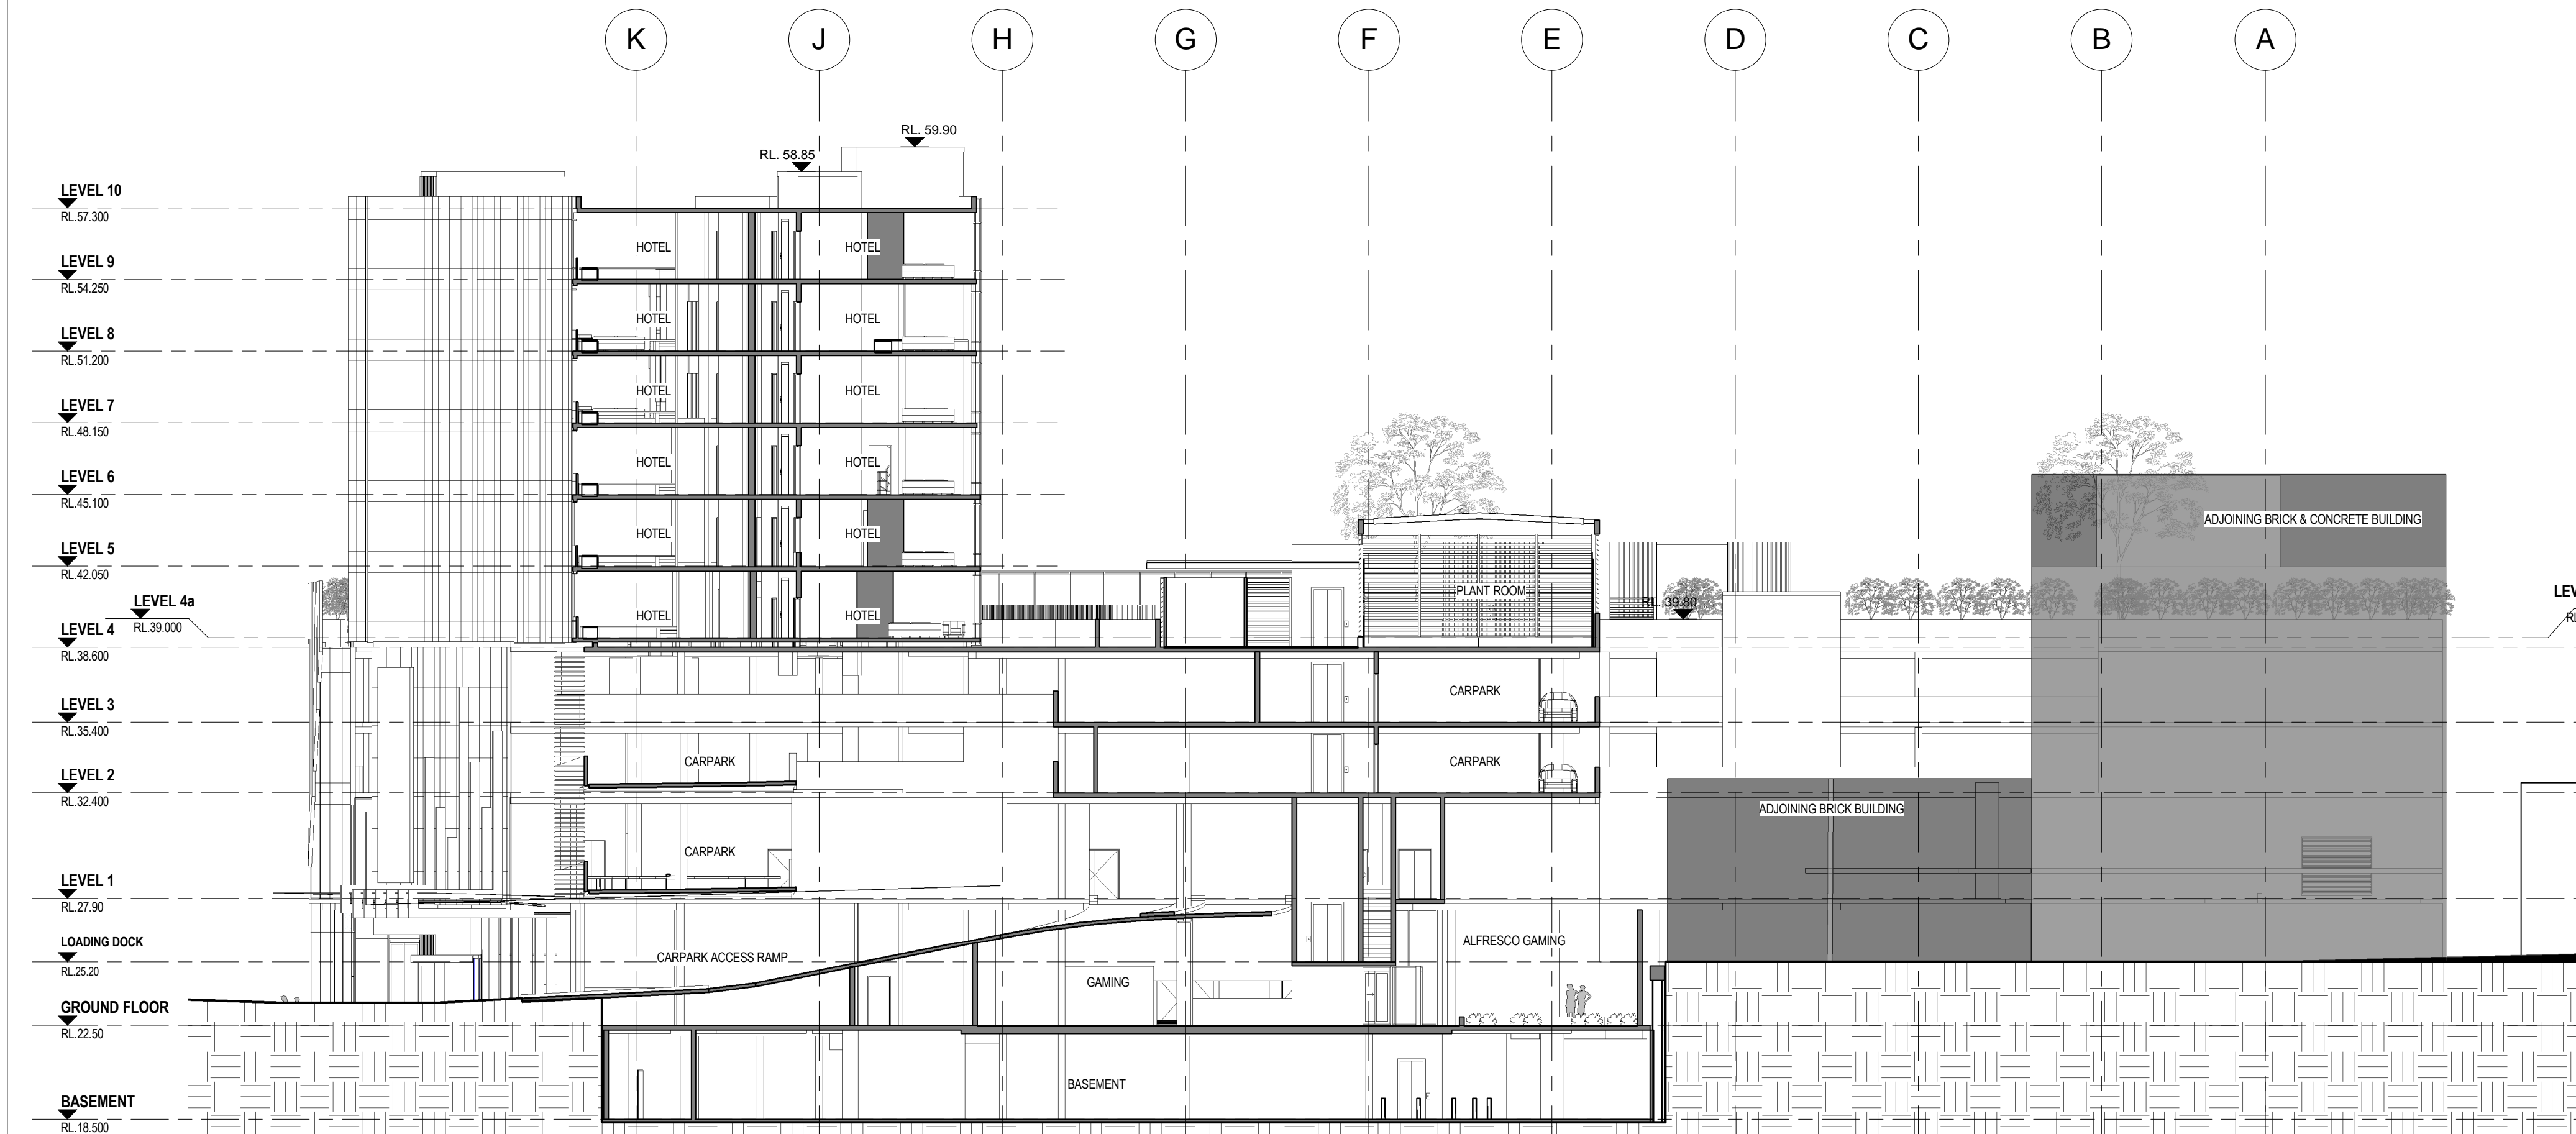 K J H G F E D C B A
RL. 59.90
RL. 58.85
LEVEL 10
RL.57.300
HOTEL HOTEL
LEVEL 9
RL.54.250
HOTEL HOTEL
LEVEL 8
RL.51.200
HOTEL HOTEL
LEVEL 7
RL.48.150
HOTEL HOTEL
LEVEL 6
RL.45.100
ADJOINING BRICK & CONCRETE BUILDING
HOTEL HOTEL
LEVEL 5
RL.42.050
PLANT ROOM
LEVEL 4a
RL.39.000
RL. 39.80
HOTEL HOTEL
LEVEL 4
RL.38.600
CARPARK
LEVEL 3
RL.35.400
CARPARK CARPARK
LEVEL 2
RL.32.400
ADJOINING BRICK BUILDING
CARPARK
LEVEL 1
RL.27.90
LOADING DOCK
RL.25.20
ALFRESCO GAMING
CARPARK ACCESS RAMP
GAMING
GROUND FLOOR
RL.22.50
BASEMENT
BASEMENT
RL.18.500